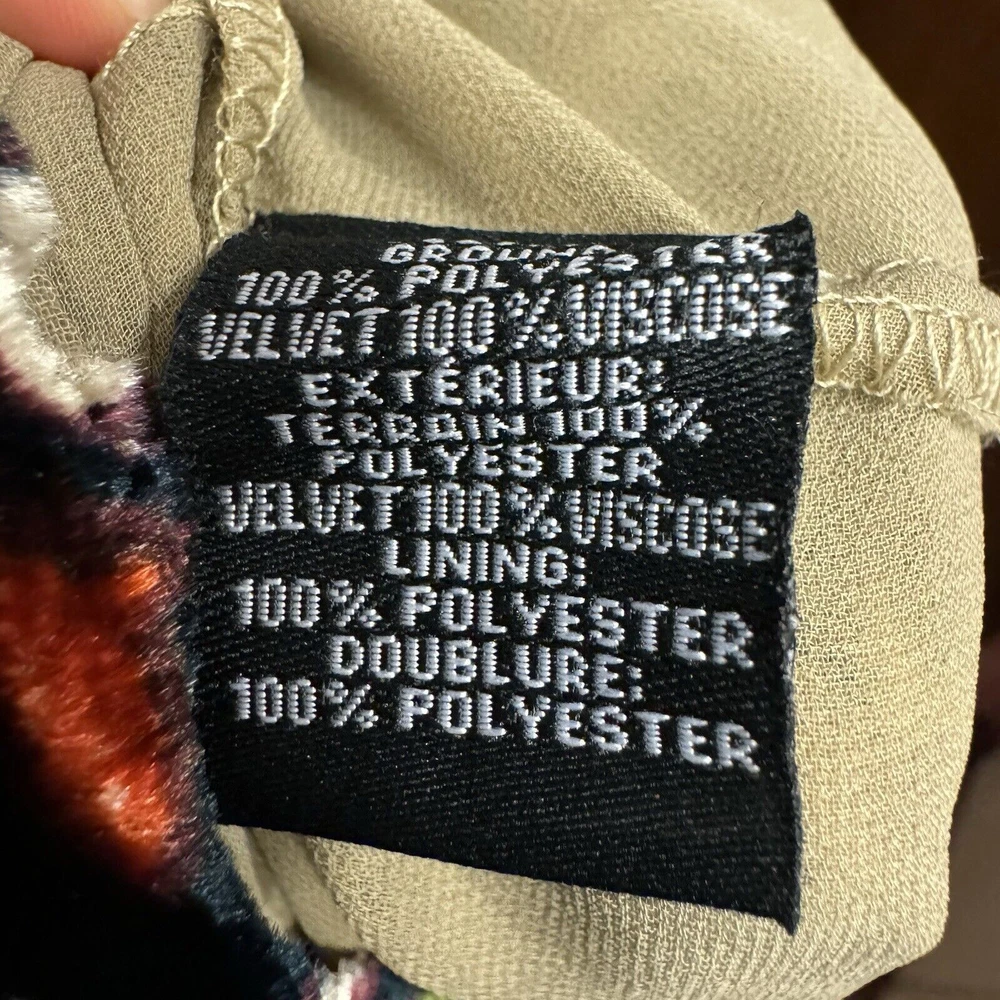 GROUND
100% POLYESTER
VELVET 100% VISCOSE
EXTÉRIEUR:
TERRAIN 100%
POLYESTER
VELVET 100% VISCOSE
LINING:
100% POLYESTER
DOUBLURE:
100% POLYESTER